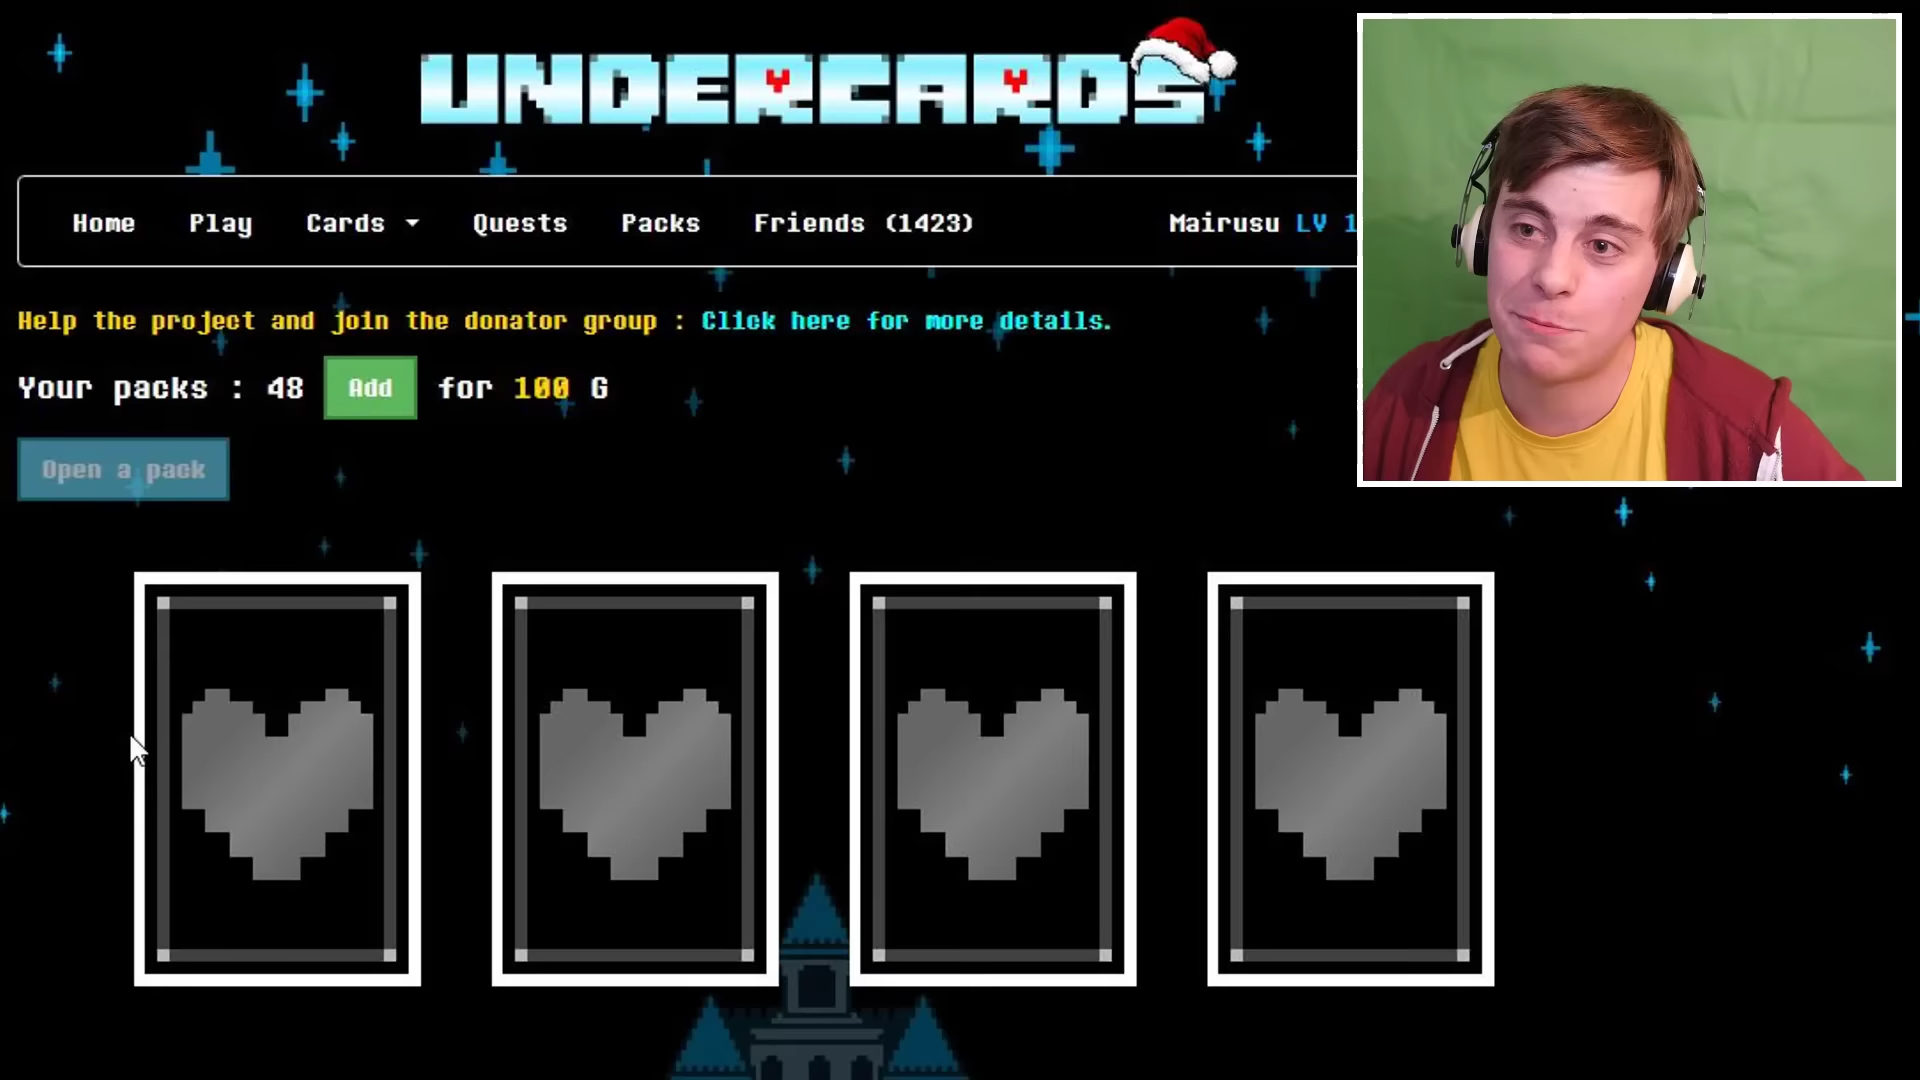 UNDERCARDS
Home Play Cards Quests Packs Friends (1423) Mairusu LV 1
Help the project and join the donator group : Click here for more details.
Your packs : 48 Add for 100 G
Open a pack